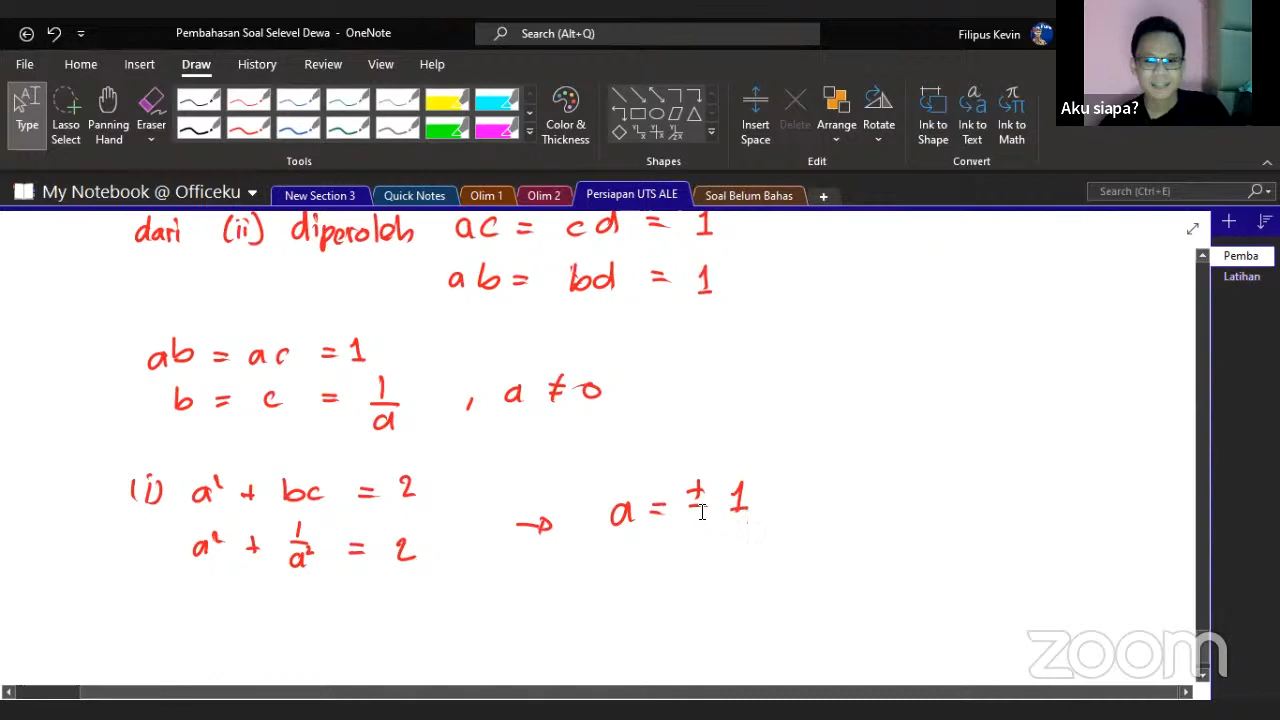 Pembahasan Soal Selevel Dewa - OneNote
Search (Alt+Q)
Filipus Kevin
Aku siapa?
File Home Insert Draw History Review View Help
Type
Lasso Select
Panning Hand
Eraser
Color & Thickness
Insert Space
Delete
Arrange
Rotate
Ink to Shape
Ink to Text
Ink to Math
Tools
Shapes
Edit
Convert
My Notebook @ Officeku
New Section 3
Quick Notes
Olim 1
Olim 2
Persiapan UTS ALE
Soal Belum Bahas
Search (Ctrl+E)
Pemba
Latihan
dari (ii) diperoleh ac = cd = 1
ab = bd = 1
ab = ac = 1
b = c = 1/a , a ≠ 0
(i) a² + bc = 2
a² + 1/a² = 2 → a = ± 1
zoom